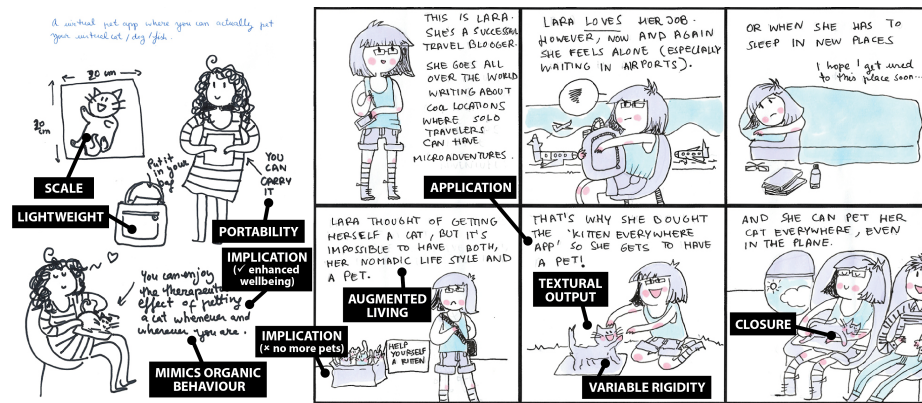 A virtual pet app where you can actually pet
your virtual cat / dog / fish.
20 cm
20
cm
SCALE
Put it
in your
bag
LIGHTWEIGHT
YOU
CAN
CARRY
IT
PORTABILITY
You can enjoy
the therapeutic
effect of petting
a cat whenever and
wherever you are.
IMPLICATION
(✓ enhanced
wellbeing)
MIMICS ORGANIC
BEHAVIOUR
THIS IS LARA.
SHE'S A SUCCESSFUL
TRAVEL BLOGGER.
SHE GOES ALL
OVER THE WORLD
WRITING ABOUT
COOL LOCATIONS
WHERE SOLO
TRAVELERS
CAN HAVE
MICROADVENTURES.
LARA LOVES HER JOB.
HOWEVER, NOW AND AGAIN
SHE FEELS ALONE (ESPECIALLY
WAITING IN AIRPORTS).
APPLICATION
OR WHEN SHE HAS TO
SLEEP IN NEW PLACES
I hope I get used
to this place soon...
LARA THOUGHT OF GETTING
HERSELF A CAT, BUT IT'S
IMPOSSIBLE TO HAVE BOTH,
HER NOMADIC LIFE STYLE AND
A PET.
AUGMENTED
LIVING
IMPLICATION
(× no more pets)
HELP
YOURSELF
A KITTEN
THAT'S WHY SHE BOUGHT
THE 'KITTEN EVERYWHERE
APP' SO SHE GETS TO HAVE
A PET!
TEXTURAL
OUTPUT
VARIABLE RIGIDITY
AND SHE CAN PET HER
CAT EVERYWHERE, EVEN
IN THE PLANE.
CLOSURE